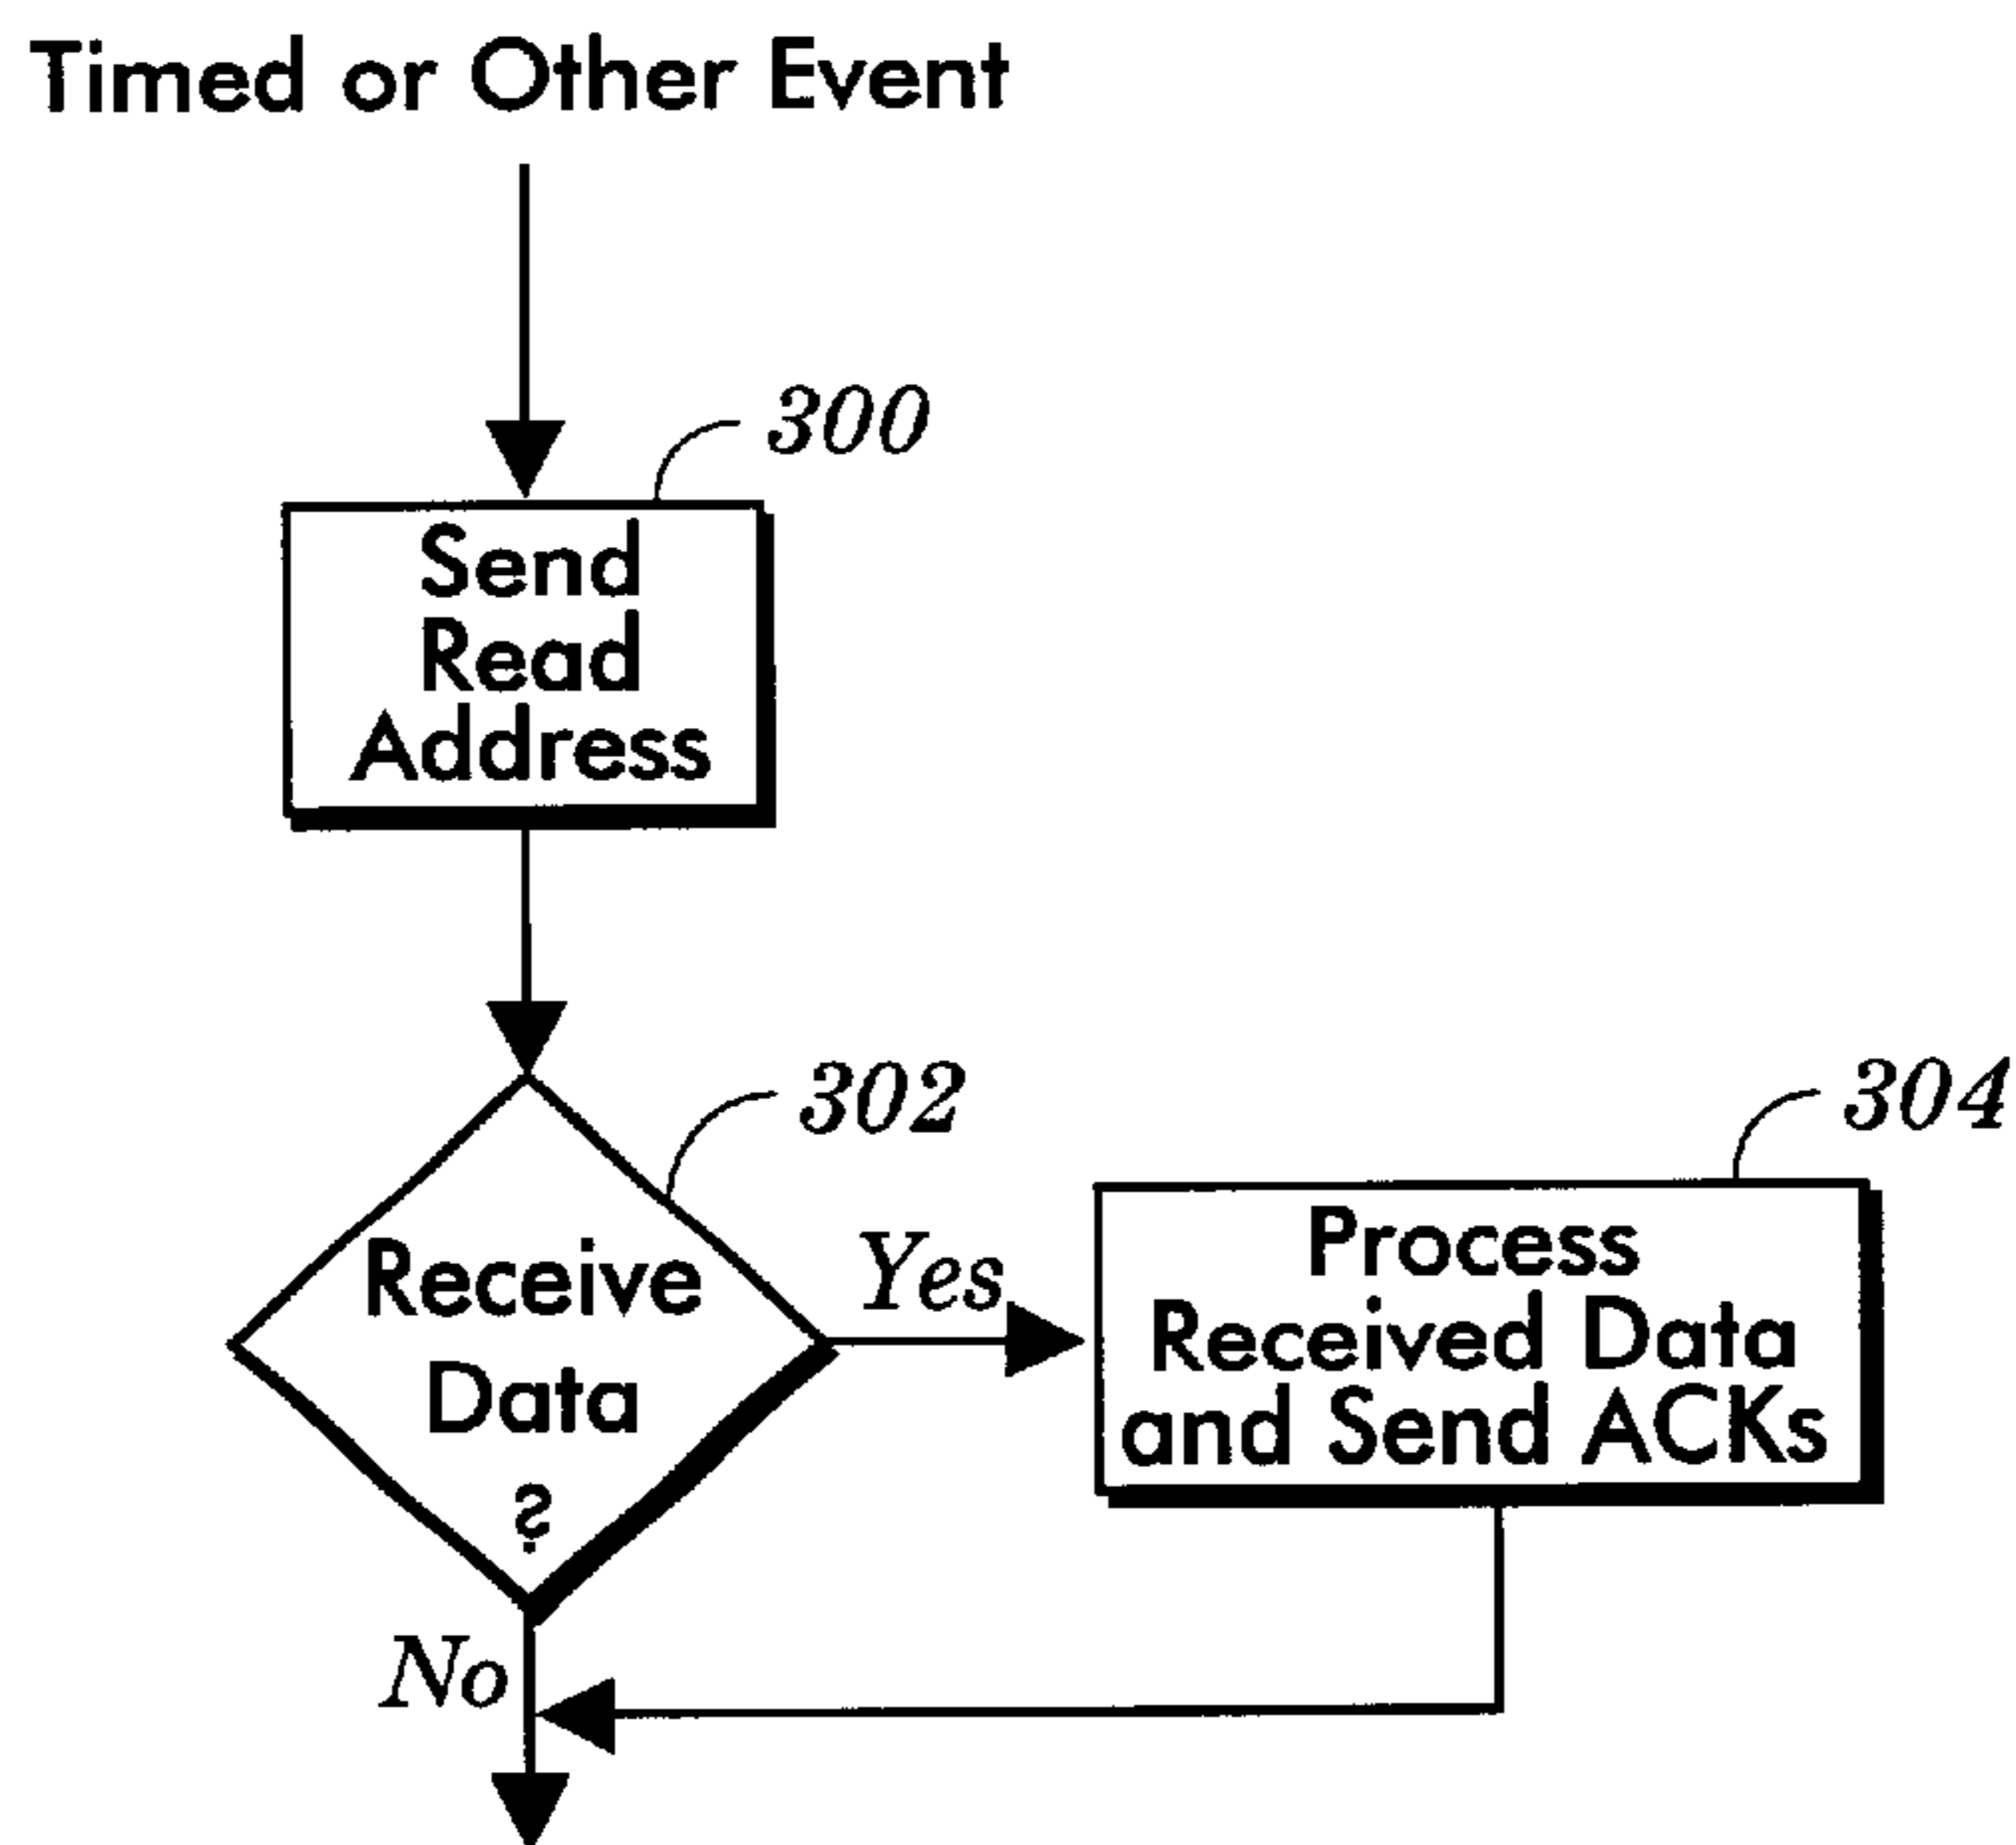 Timed or Other Event
300
Send
Read
Address
302
Receive
Data
?
Yes
304
Process
Received Data
and Send ACKs
No